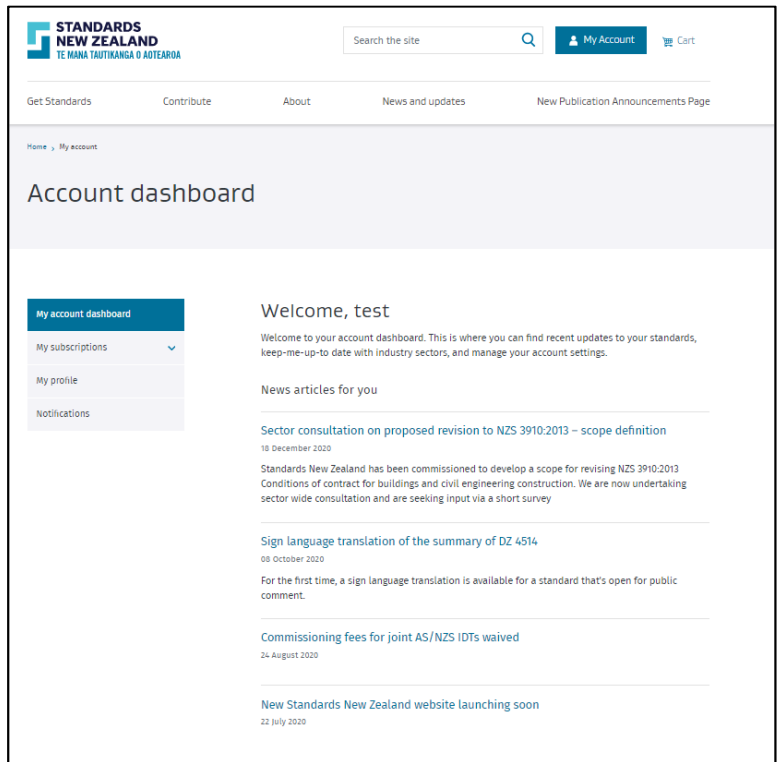 STANDARDS
NEW ZEALAND
TE MANA TAUTIKANGA O AOTEAROA
Search the site
My Account
Cart
Get Standards
Contribute
About
News and updates
New Publication Announcements Page
Home > My account
Account dashboard
My account dashboard
My subscriptions
My profile
Notifications
Welcome, test
Welcome to your account dashboard. This is where you can find recent updates to your standards,
keep-me-up-to date with industry sectors, and manage your account settings.
News articles for you
Sector consultation on proposed revision to NZS 3910:2013 – scope definition
18 December 2020
Standards New Zealand has been commissioned to develop a scope for revising NZS 3910:2013
Conditions of contract for buildings and civil engineering construction. We are now undertaking
sector wide consultation and are seeking input via a short survey
Sign language translation of the summary of DZ 4514
08 October 2020
For the first time, a sign language translation is available for a standard that's open for public
comment.
Commissioning fees for joint AS/NZS IDTs waived
24 August 2020
New Standards New Zealand website launching soon
22 July 2020